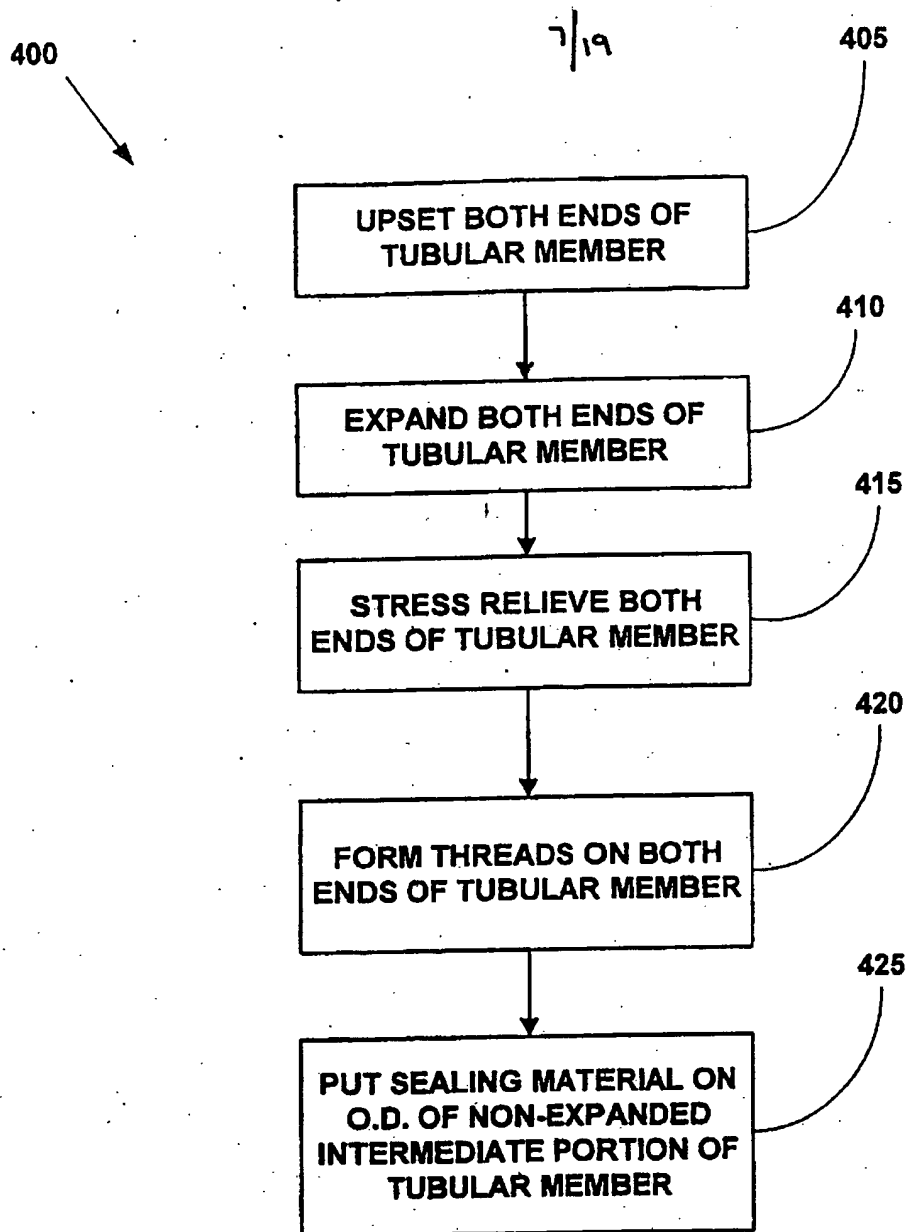 7/19
400
405
UPSET BOTH ENDS OF
TUBULAR MEMBER
410
EXPAND BOTH ENDS OF
TUBULAR MEMBER
415
STRESS RELIEVE BOTH
ENDS OF TUBULAR MEMBER
420
FORM THREADS ON BOTH
ENDS OF TUBULAR MEMBER
425
PUT SEALING MATERIAL ON
O.D. OF NON-EXPANDED
INTERMEDIATE PORTION OF
TUBULAR MEMBER